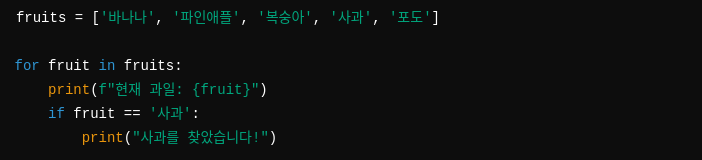 fruits = ['바나나', '파인애플', '복숭아', '사과', '포도']
for fruit in fruits:
    print(f"현재 과일: {fruit}")
    if fruit == '사과':
        print("사과를 찾았습니다!")